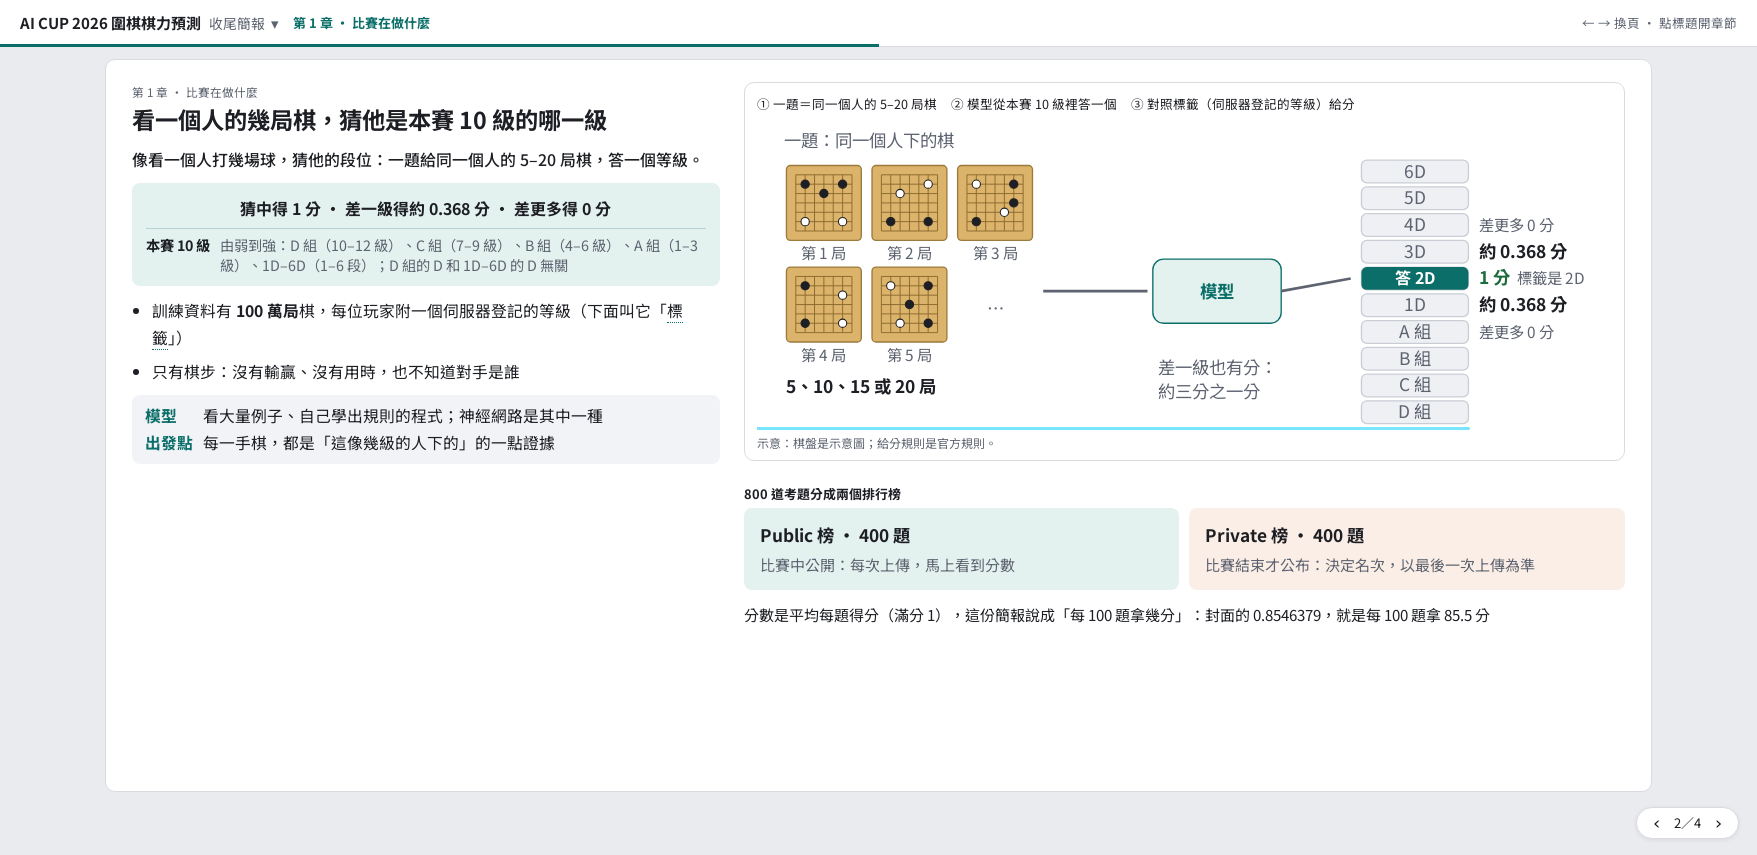 AI CUP 2026 圍棋棋力預測 收尾簡報 ▼ 第 1 章・比賽在做什麼
←→ 換頁・點標題開章節
第 1 章・比賽在做什麼
看一個人的幾局棋，猜他是本賽 10 級的哪一級
像看一個人打幾場球，猜他的段位：一題給同一個人的 5–20 局棋，答一個等級。
猜中得 1 分・差一級得約 0.368 分・差更多得 0 分
本賽 10 級 由弱到強：D 組（10–12 級）、C 組（7–9 級）、B 組（4–6 級）、A 組（1–3
級）、1D–6D（1–6 段）；D 組的 D 和 1D–6D 的 D 無關
• 訓練資料有 100 萬局棋，每位玩家附一個伺服器登記的等級（下面叫它「標
籤」）
• 只有棋步：沒有輸贏、沒有用時，也不知道對手是誰
模型 看大量例子、自己學出規則的程式；神經網路是其中一種
出發點 每一手棋，都是「這像幾級的人下的」的一點證據
① 一題＝同一個人的 5–20 局棋 ② 模型從本賽 10 級裡答一個 ③ 對照標籤（伺服器登記的等級）給分
一題：同一個人下的棋
第 1 局 第 2 局 第 3 局
第 4 局 第 5 局
…
5、10、15 或 20 局
模型
差一級也有分：
約三分之一分
6D
5D
4D 差更多 0 分
3D 約 0.368 分
答 2D 1 分 標籤是 2D
1D 約 0.368 分
A 組 差更多 0 分
B 組
C 組
D 組
示意：棋盤是示意圖；給分規則是官方規則。
800 道考題分成兩個排行榜
Public 榜・400 題
比賽中公開：每次上傳，馬上看到分數
Private 榜・400 題
比賽結束才公布：決定名次，以最後一次上傳為準
分數是平均每題得分（滿分 1），這份簡報說成「每 100 題拿幾分」：封面的 0.8546379，就是每 100 題拿 85.5 分
‹ 2／4 ›